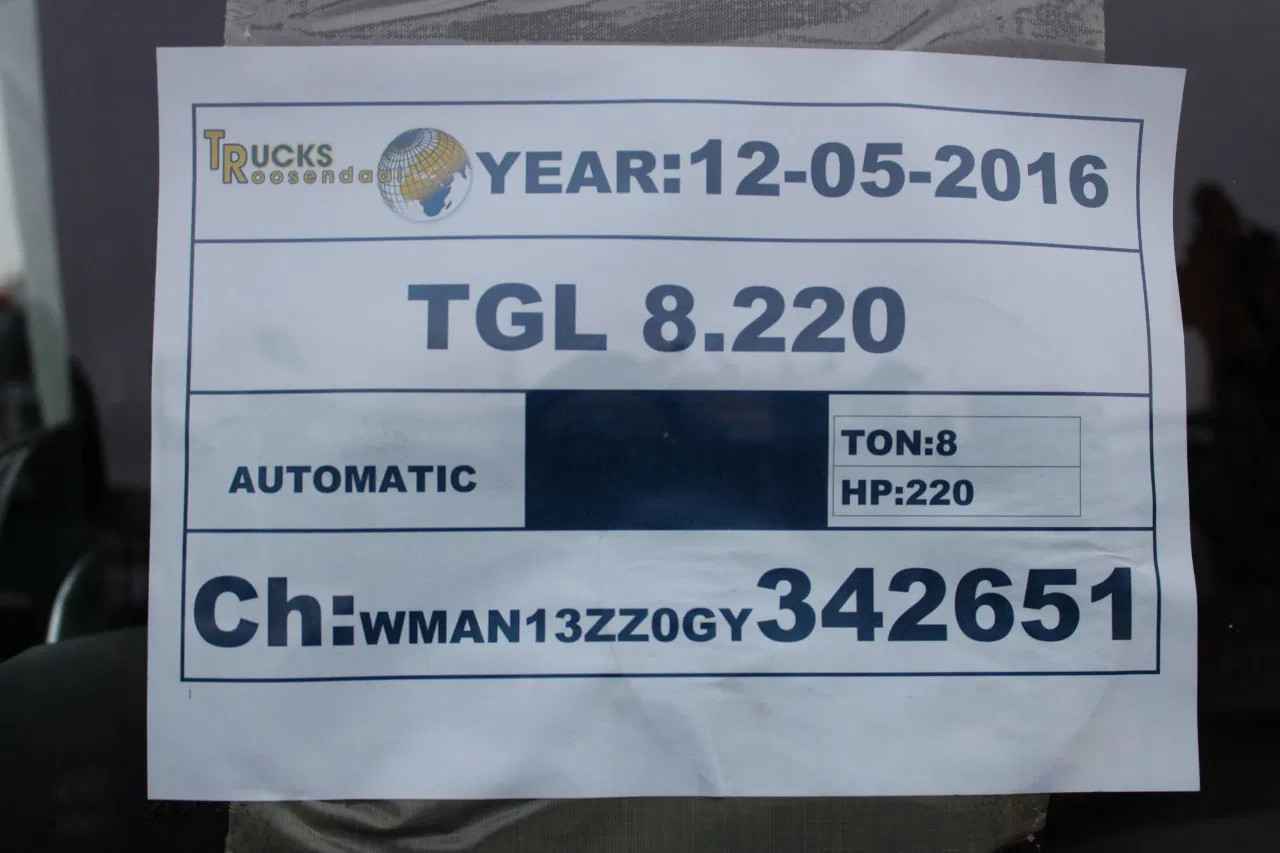 TRUCKS
Roosendaal
YEAR:12-05-2016
TGL 8.220
AUTOMATIC
TON:8
HP:220
Ch:WMAN13ZZ0GY342651